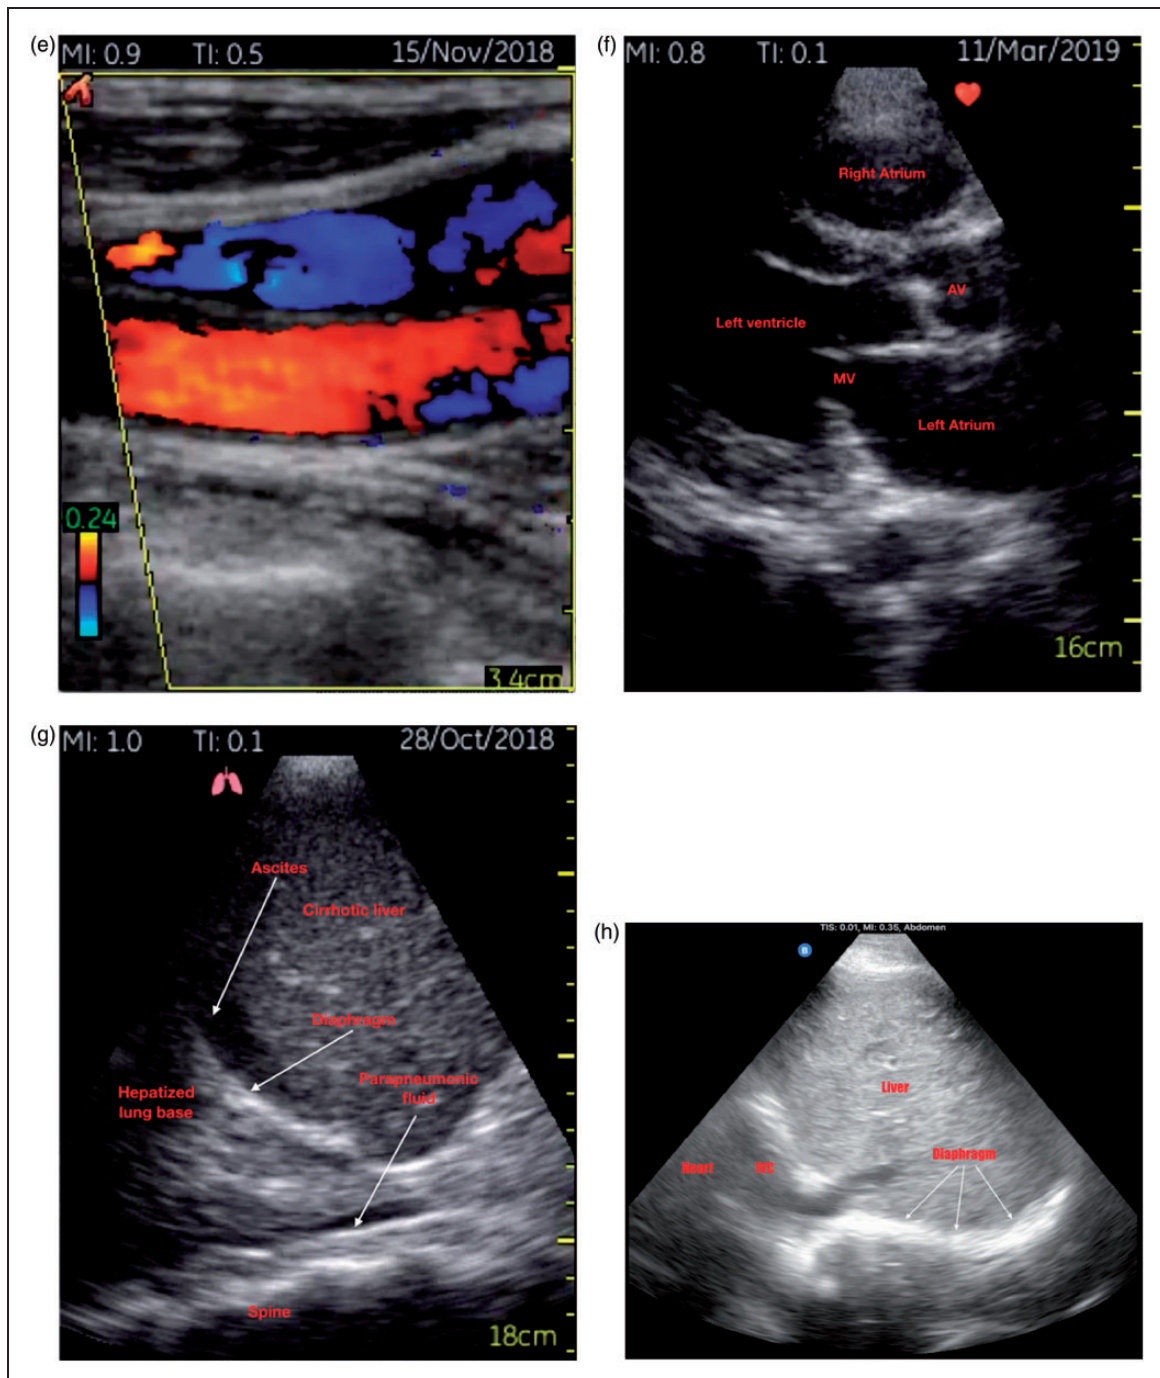 (e)
MI: 0.9 TI: 0.5 15/Nov/2018
0.24
3.4cm
(f)
MI: 0.8 TI: 0.1 11/Mar/2019
Right Atrium
AV
Left ventricle
MV
Left Atrium
16cm
(g)
MI: 1.0 TI: 0.1 28/Oct/2018
Ascites
Cirrhotic liver
Diaphragm
Parapneumonic
fluid
Hepatized
lung base
Spine
18cm
(h)
TIS: 0.01, MI: 0.35, Abdomen
B
Liver
Diaphragm
Heart
IVC